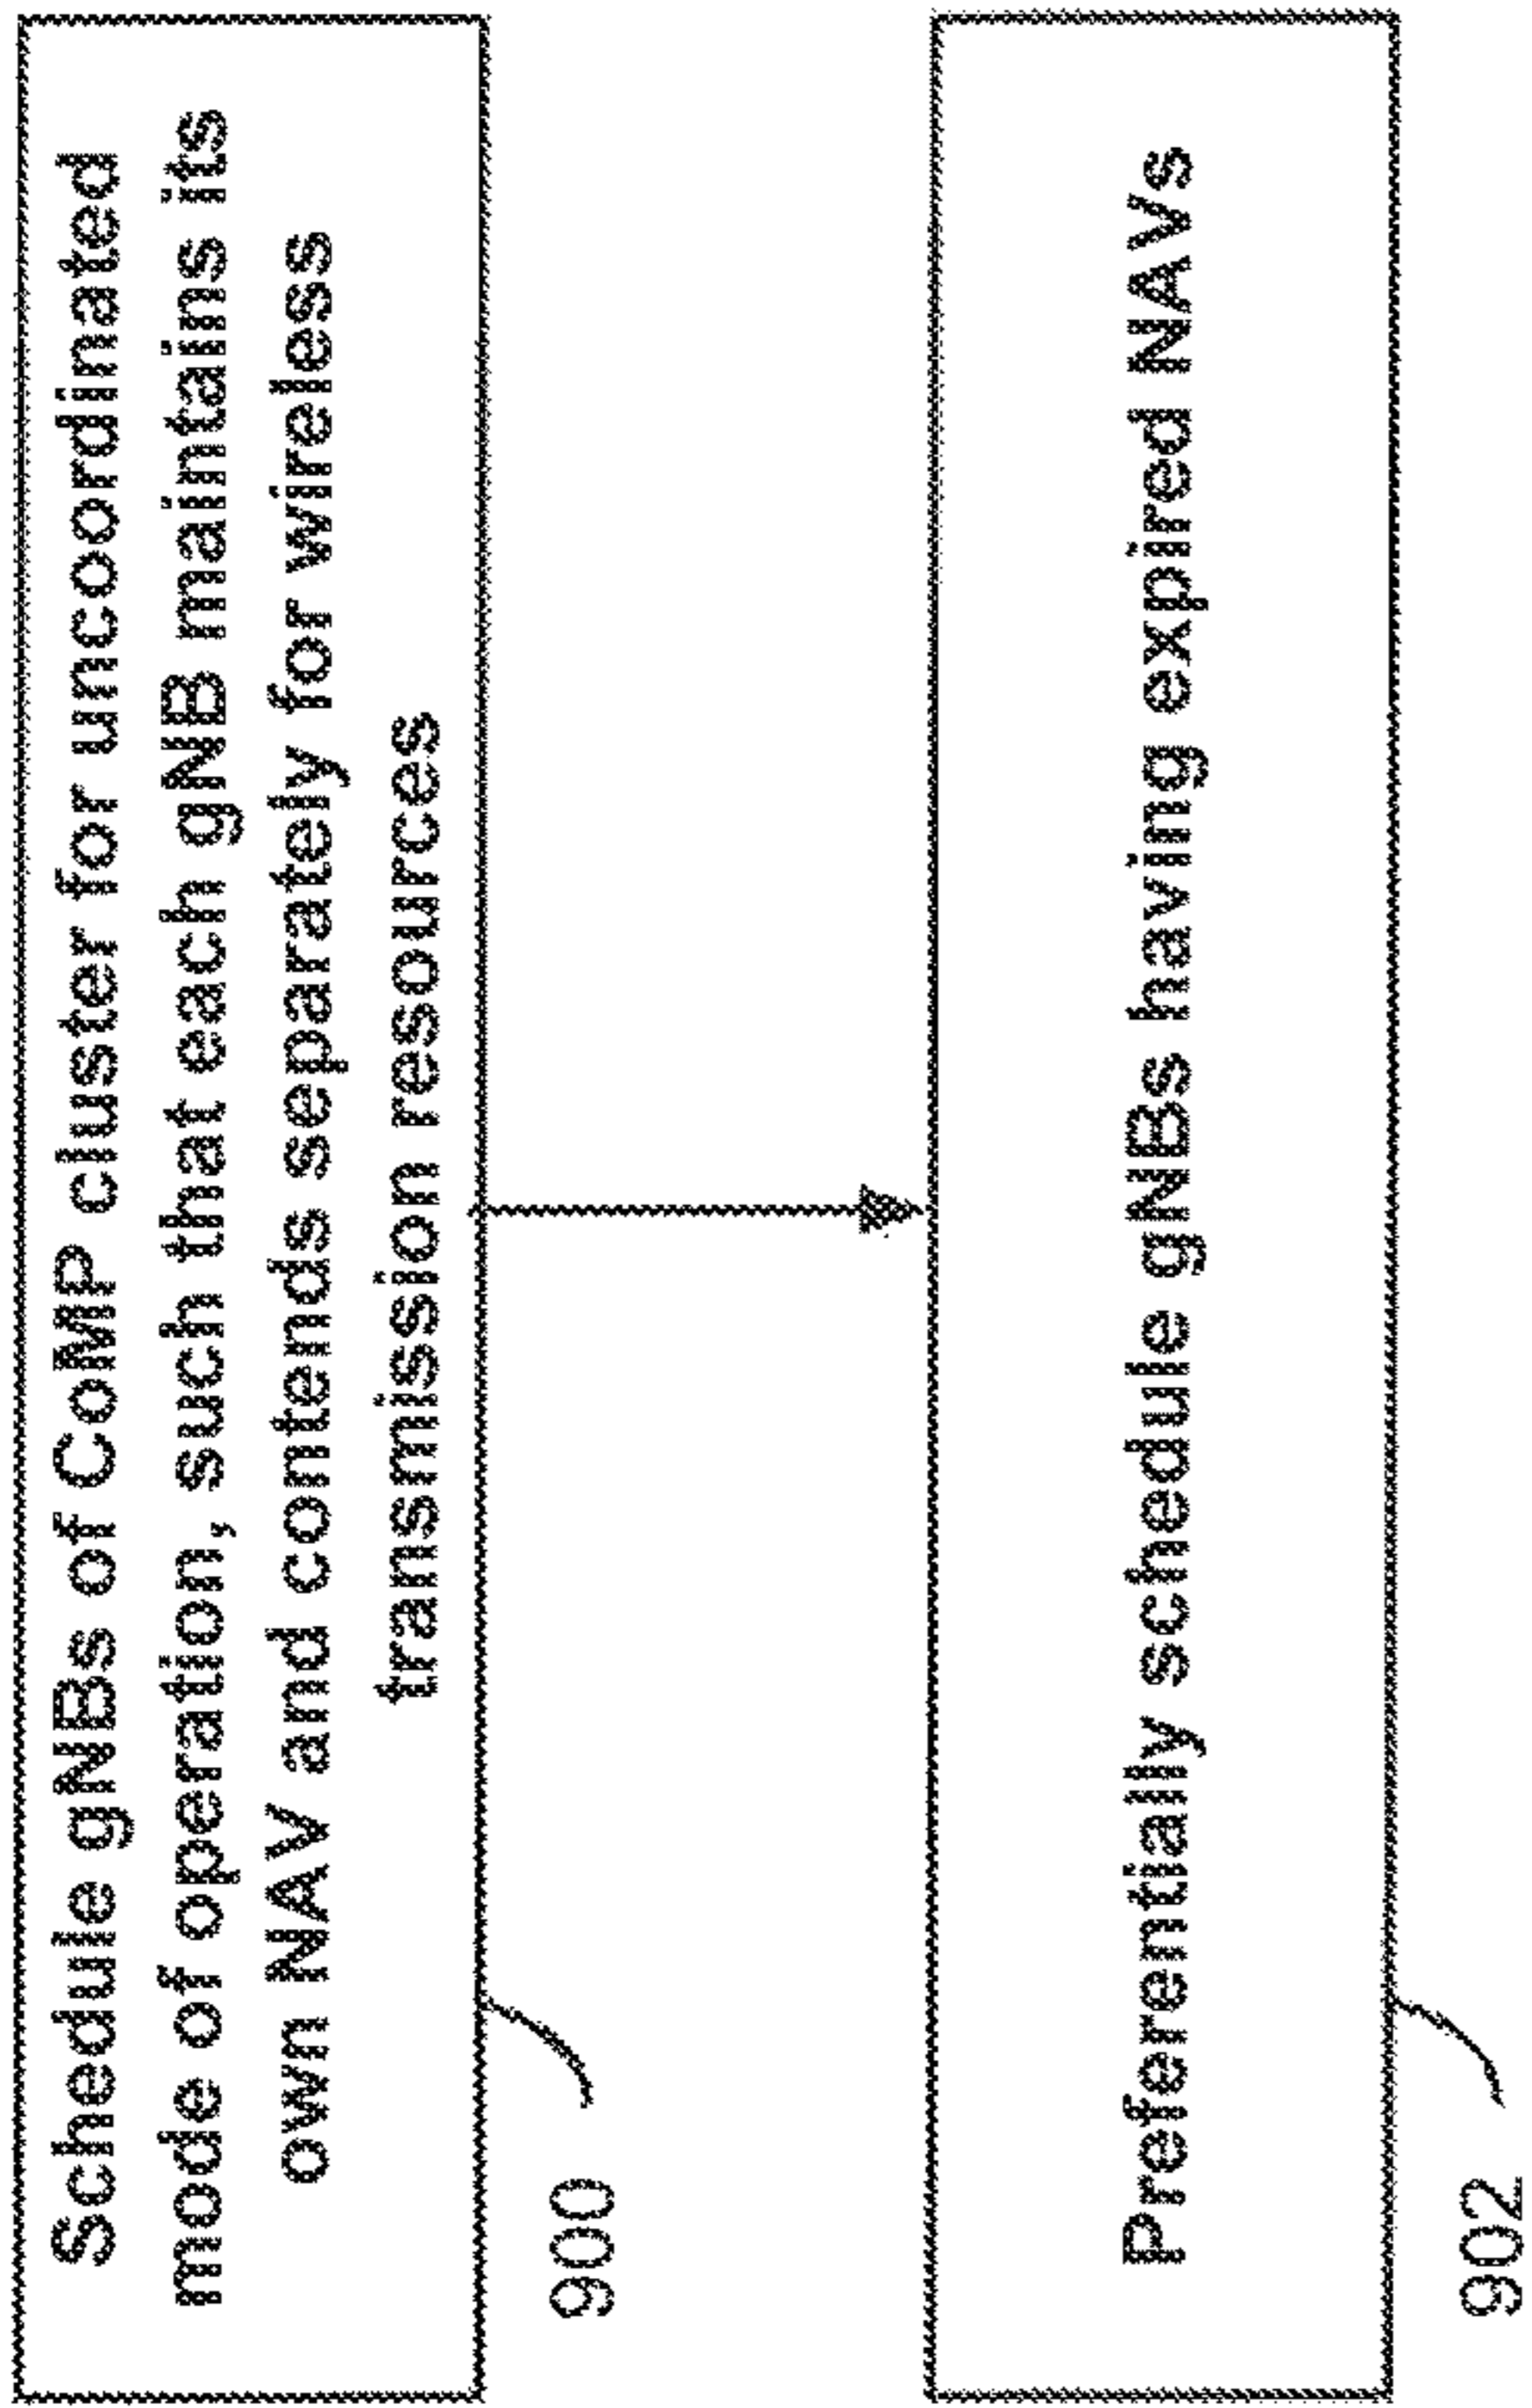 Schedule gNBs of CoMP cluster for uncoordinated
mode of operation, such that each gNB maintains its
own NAV and contends separately for wireless
transmission resources
900
Preferentially schedule gNBs having expired NAVs
902